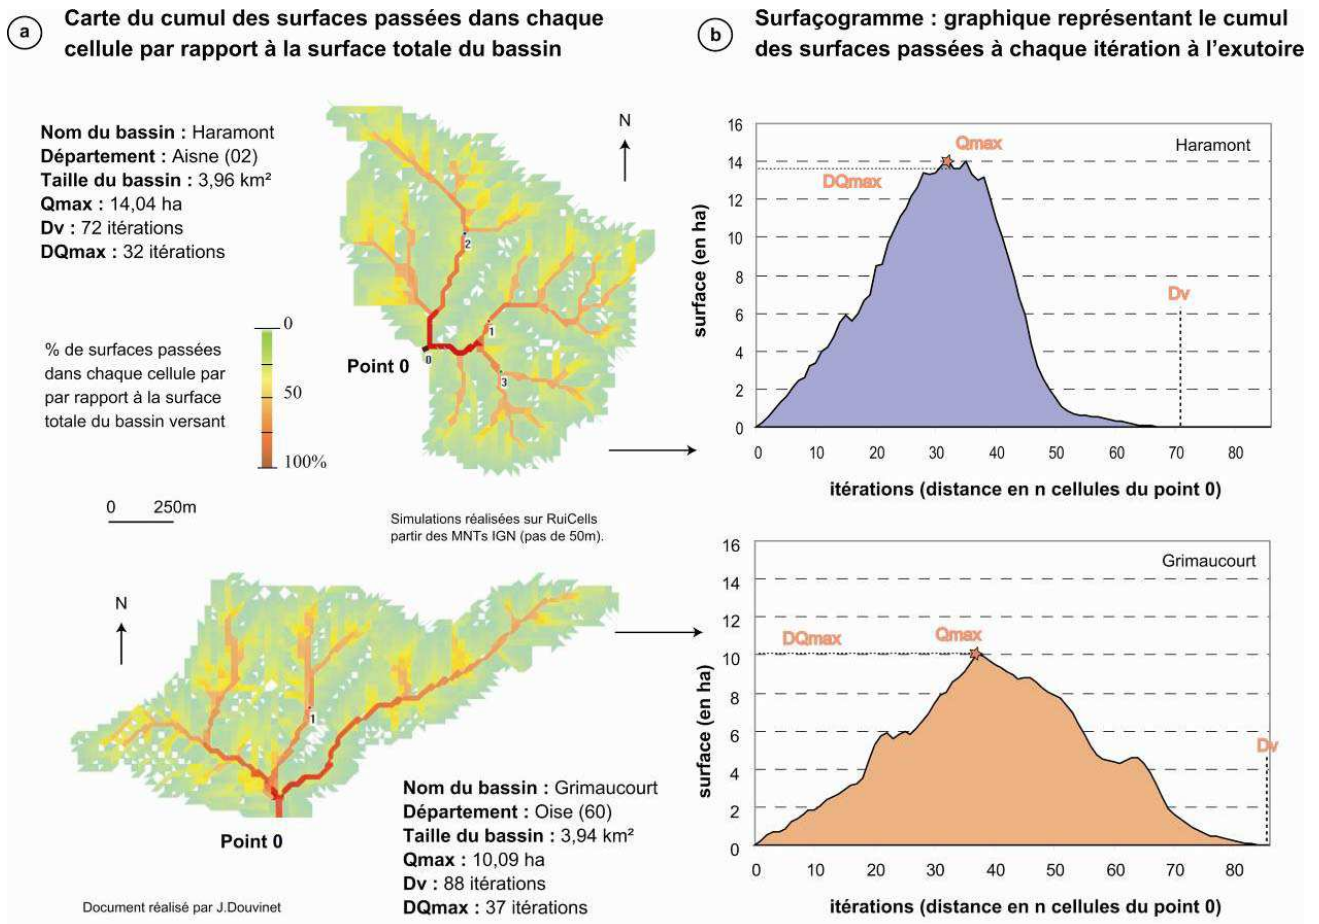 a
Carte du cumul des surfaces passées dans chaque
cellule par rapport à la surface totale du bassin
Nom du bassin : Haramont
Département : Aisne (02)
Taille du bassin : 3,96 km²
Qmax : 14,04 ha
Dv : 72 itérations
DQmax : 32 itérations
N
2
1
0
3
Point 0
% de surfaces passées
dans chaque cellule par
par rapport à la surface
totale du bassin versant
0
50
100%
0 250m
Simulations réalisées sur RuiCells
partir des MNTs IGN (pas de 50m).
N
1
Point 0
Nom du bassin : Grimaucourt
Département : Oise (60)
Taille du bassin : 3,94 km²
Qmax : 10,09 ha
Dv : 88 itérations
DQmax : 37 itérations
Document réalisé par J.Douvinet
b
Surfaçogramme : graphique représentant le cumul
des surfaces passées à chaque itération à l'exutoire
Haramont
Qmax
DQmax
Dv
surface (en ha)
16
14
12
10
8
6
4
2
0
0 10 20 30 40 50 60 70 80
itérations (distance en n cellules du point 0)
Grimaucourt
DQmax
Qmax
Dv
surface (en ha)
16
14
12
10
8
6
4
2
0
0 10 20 30 40 50 60 70 80
itérations (distance en n cellules du point 0)